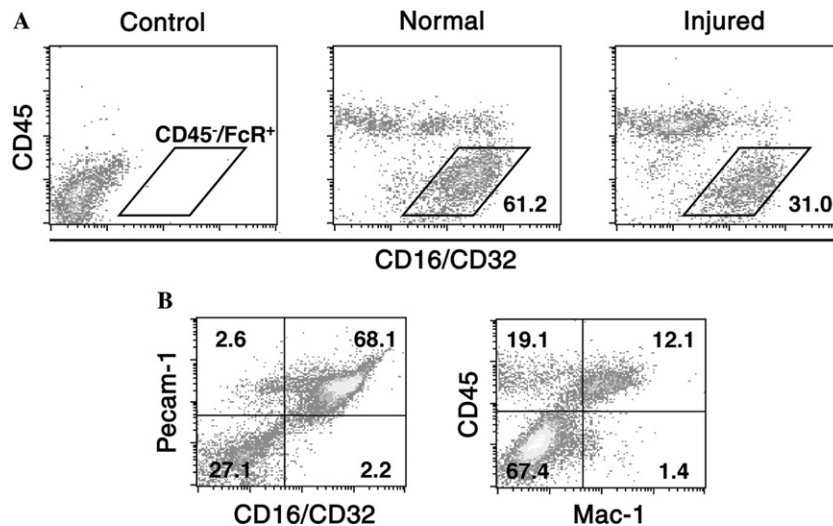 A
Control
Normal
Injured
CD45
CD45-/FcR+
61.2
31.0
CD16/CD32
B
Pecam-1
2.6
68.1
27.1
2.2
CD16/CD32
CD45
19.1
12.1
67.4
1.4
Mac-1